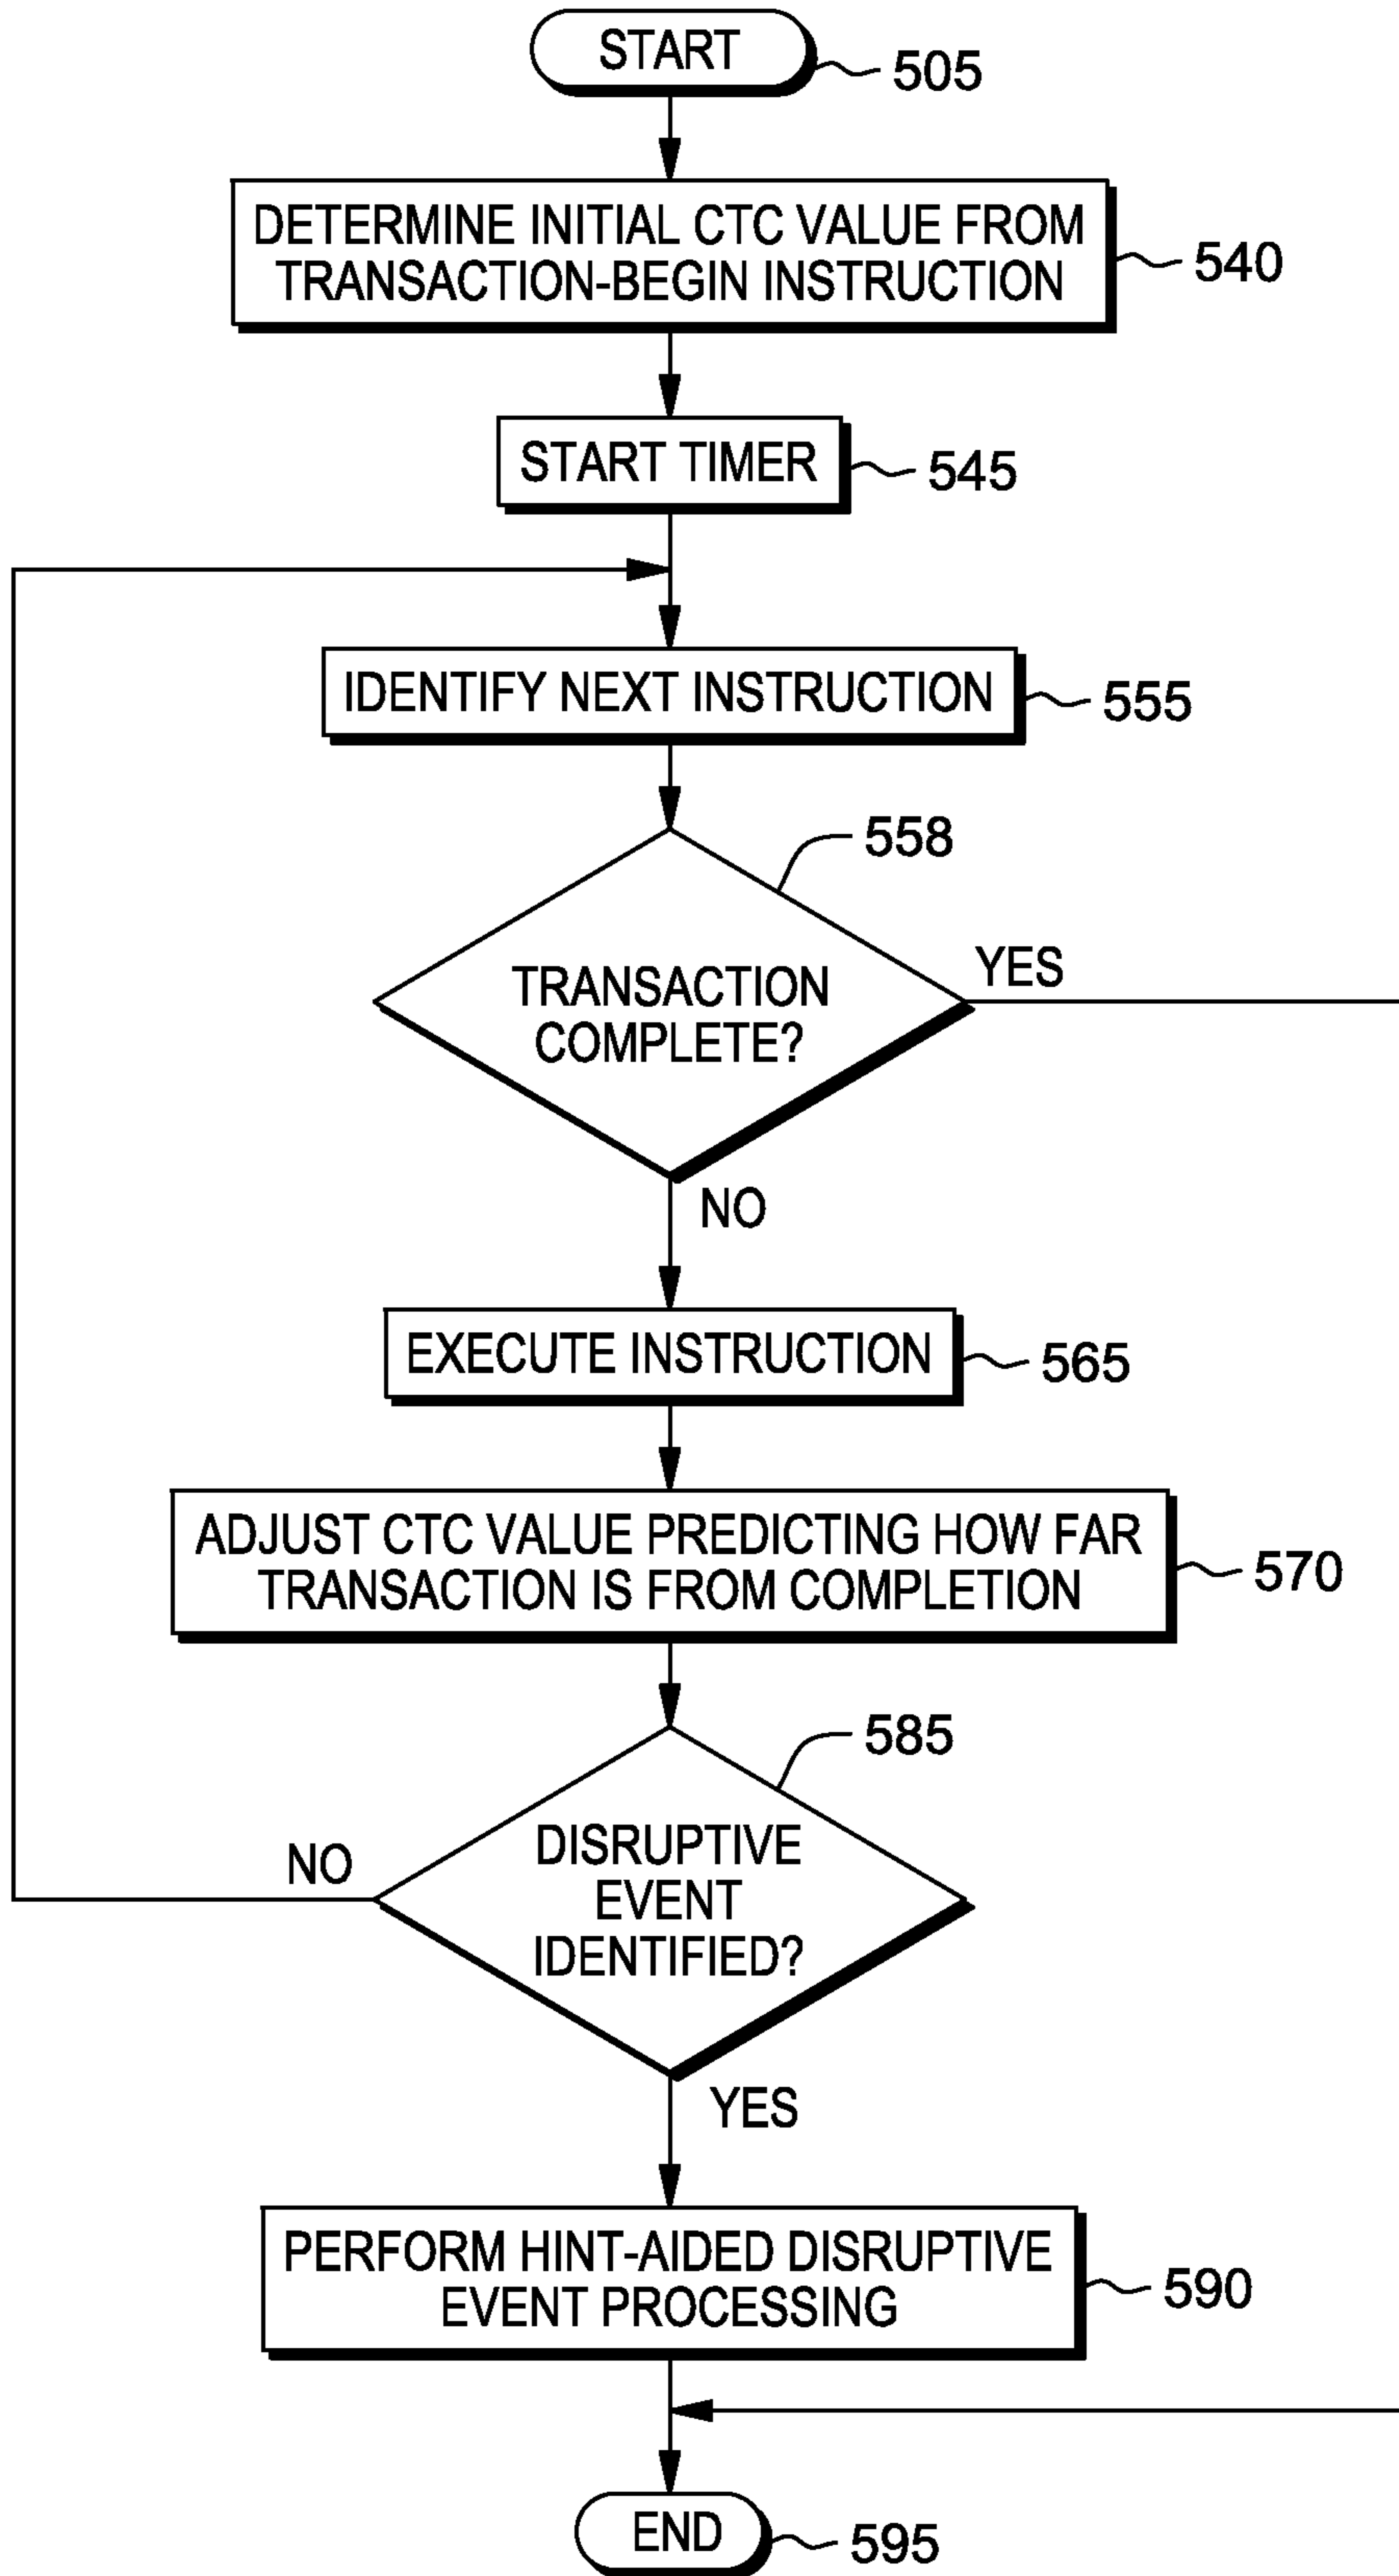 START
505
DETERMINE INITIAL CTC VALUE FROM
TRANSACTION-BEGIN INSTRUCTION
540
START TIMER
545
IDENTIFY NEXT INSTRUCTION
555
558
TRANSACTION
COMPLETE?
YES
NO
EXECUTE INSTRUCTION
565
ADJUST CTC VALUE PREDICTING HOW FAR
TRANSACTION IS FROM COMPLETION
570
585
DISRUPTIVE
EVENT
IDENTIFIED?
NO
YES
PERFORM HINT-AIDED DISRUPTIVE
EVENT PROCESSING
590
END
595